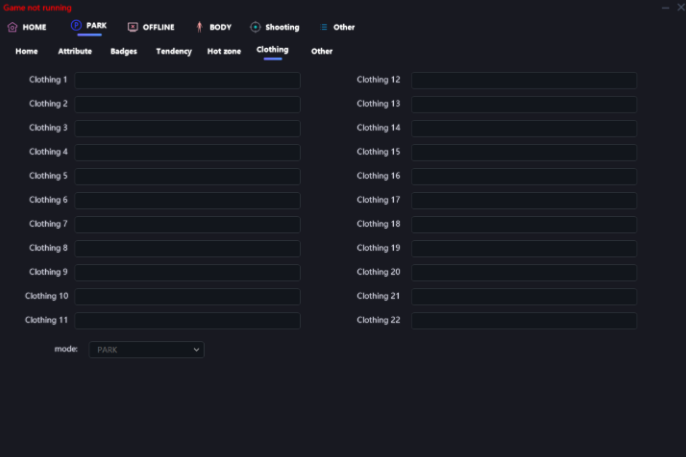 Game not running
HOME PARK OFFLINE BODY Shooting Other
Home Attribute Badges Tendency Hot zone Clothing Other
Clothing 1 Clothing 12
Clothing 2 Clothing 13
Clothing 3 Clothing 14
Clothing 4 Clothing 15
Clothing 5 Clothing 16
Clothing 6 Clothing 17
Clothing 7 Clothing 18
Clothing 8 Clothing 19
Clothing 9 Clothing 20
Clothing 10 Clothing 21
Clothing 11 Clothing 22
mode: PARK